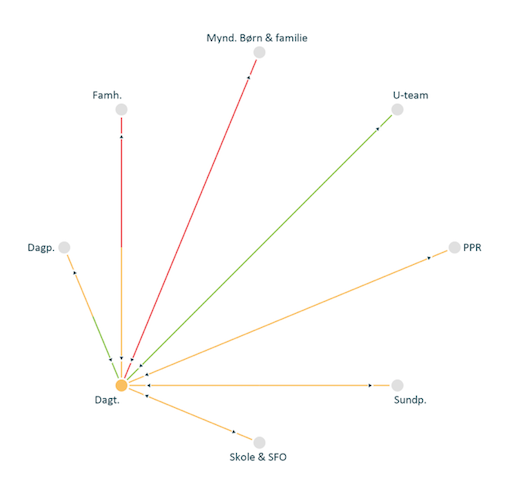 Mynd. Børn & familie
Famh.
U-team
Dagp.
PPR
Dagt.
Sundp.
Skole & SFO